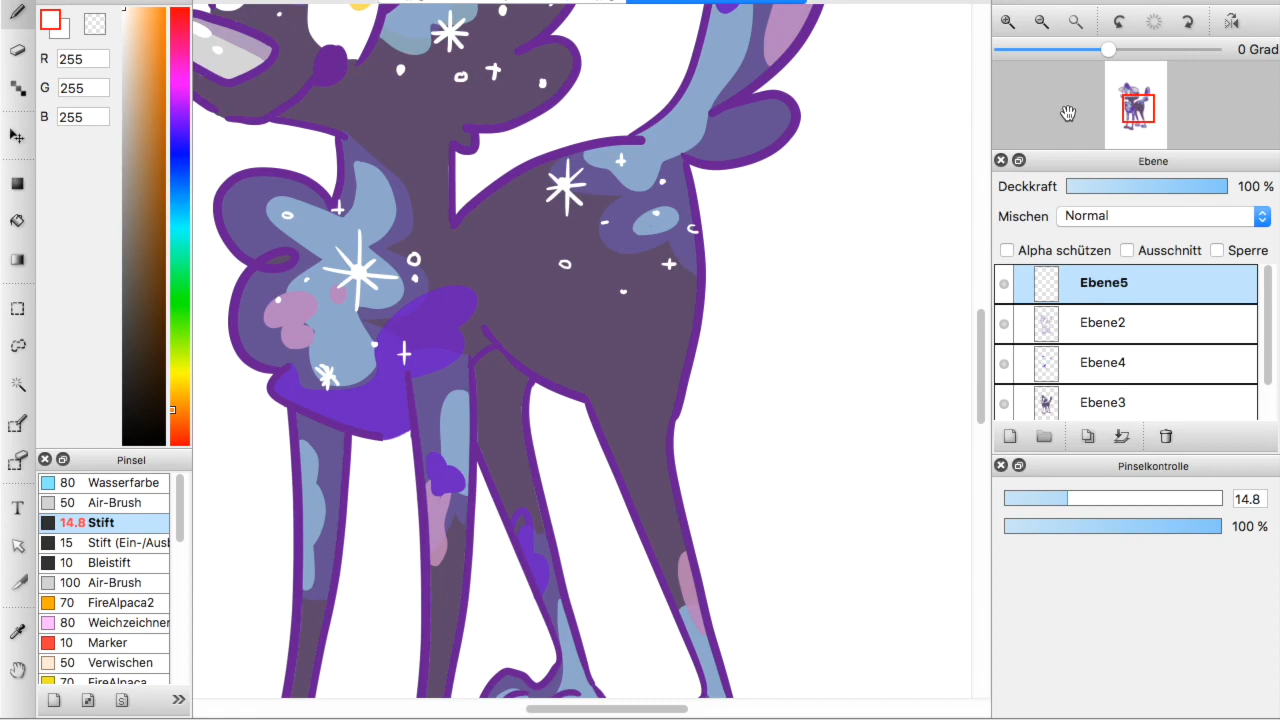 R 255
G 255
B 255
0 Grad
Ebene
Deckkraft 100 %
Mischen Normal
Alpha schützen Ausschnitt Sperre
Ebene5
Ebene2
Ebene4
Ebene3
Pinsel
80 Wasserfarbe
50 Air-Brush
14.8 Stift
15 Stift (Ein-/Aus
10 Bleistift
100 Air-Brush
70 FireAlpaca2
80 Weichzeichner
10 Marker
50 Verwischen
70 FireAlpaca
Pinselkontrolle
14.8
100 %
T
S